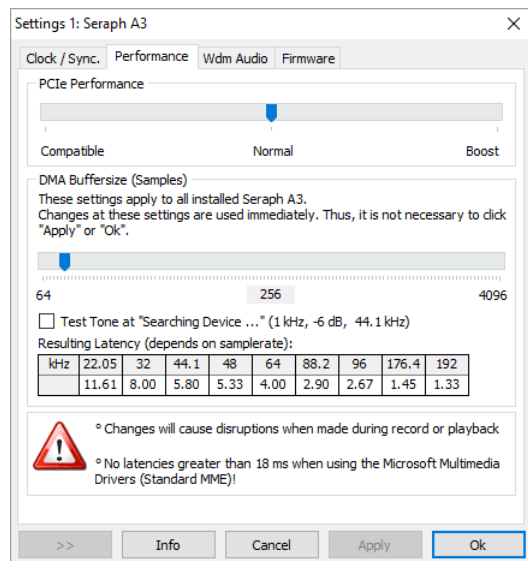 Settings 1: Seraph A3
Clock / Sync. Performance Wdm Audio Firmware
PCIe Performance
Compatible Normal Boost
DMA Buffersize (Samples)
These settings apply to all installed Seraph A3.
Changes at these settings are used immediately. Thus, it is not necessary to click
"Apply" or "Ok".
64 256 4096
Test Tone at "Searching Device ..." (1 kHz, -6 dB, 44.1 kHz)
Resulting Latency (depends on samplerate):
kHz 22.05 32 44.1 48 64 88.2 96 176.4 192
11.61 8.00 5.80 5.33 4.00 2.90 2.67 1.45 1.33
° Changes will cause disruptions when made during record or playback
° No latencies greater than 18 ms when using the Microsoft Multimedia
Drivers (Standard MME)!
>> Info Cancel Apply Ok